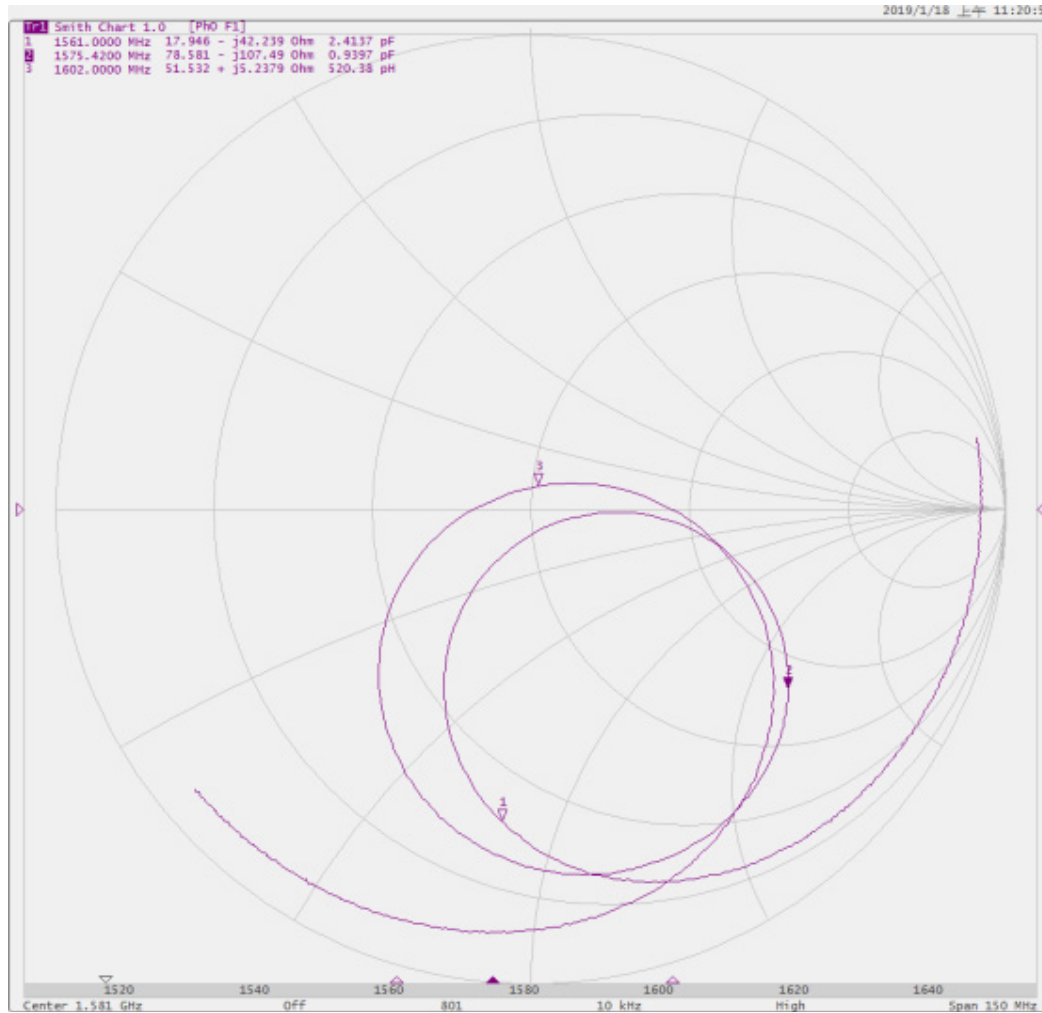 2019/1/18 上午 11:20:5
Tr1 Smith Chart 1.0 [Ph0 F1]
1 1561.0000 MHz 17.946 - j42.239 Ohm 2.4137 pF
2 1575.4200 MHz 78.581 - j107.49 Ohm 0.9397 pF
3 1602.0000 MHz 51.532 + j5.2379 Ohm 520.38 pH
3
2
1
1520 1540 1560 1580 1600 1620 1640
Center 1.581 GHz Off 801 10 kHz High Span 150 MHz